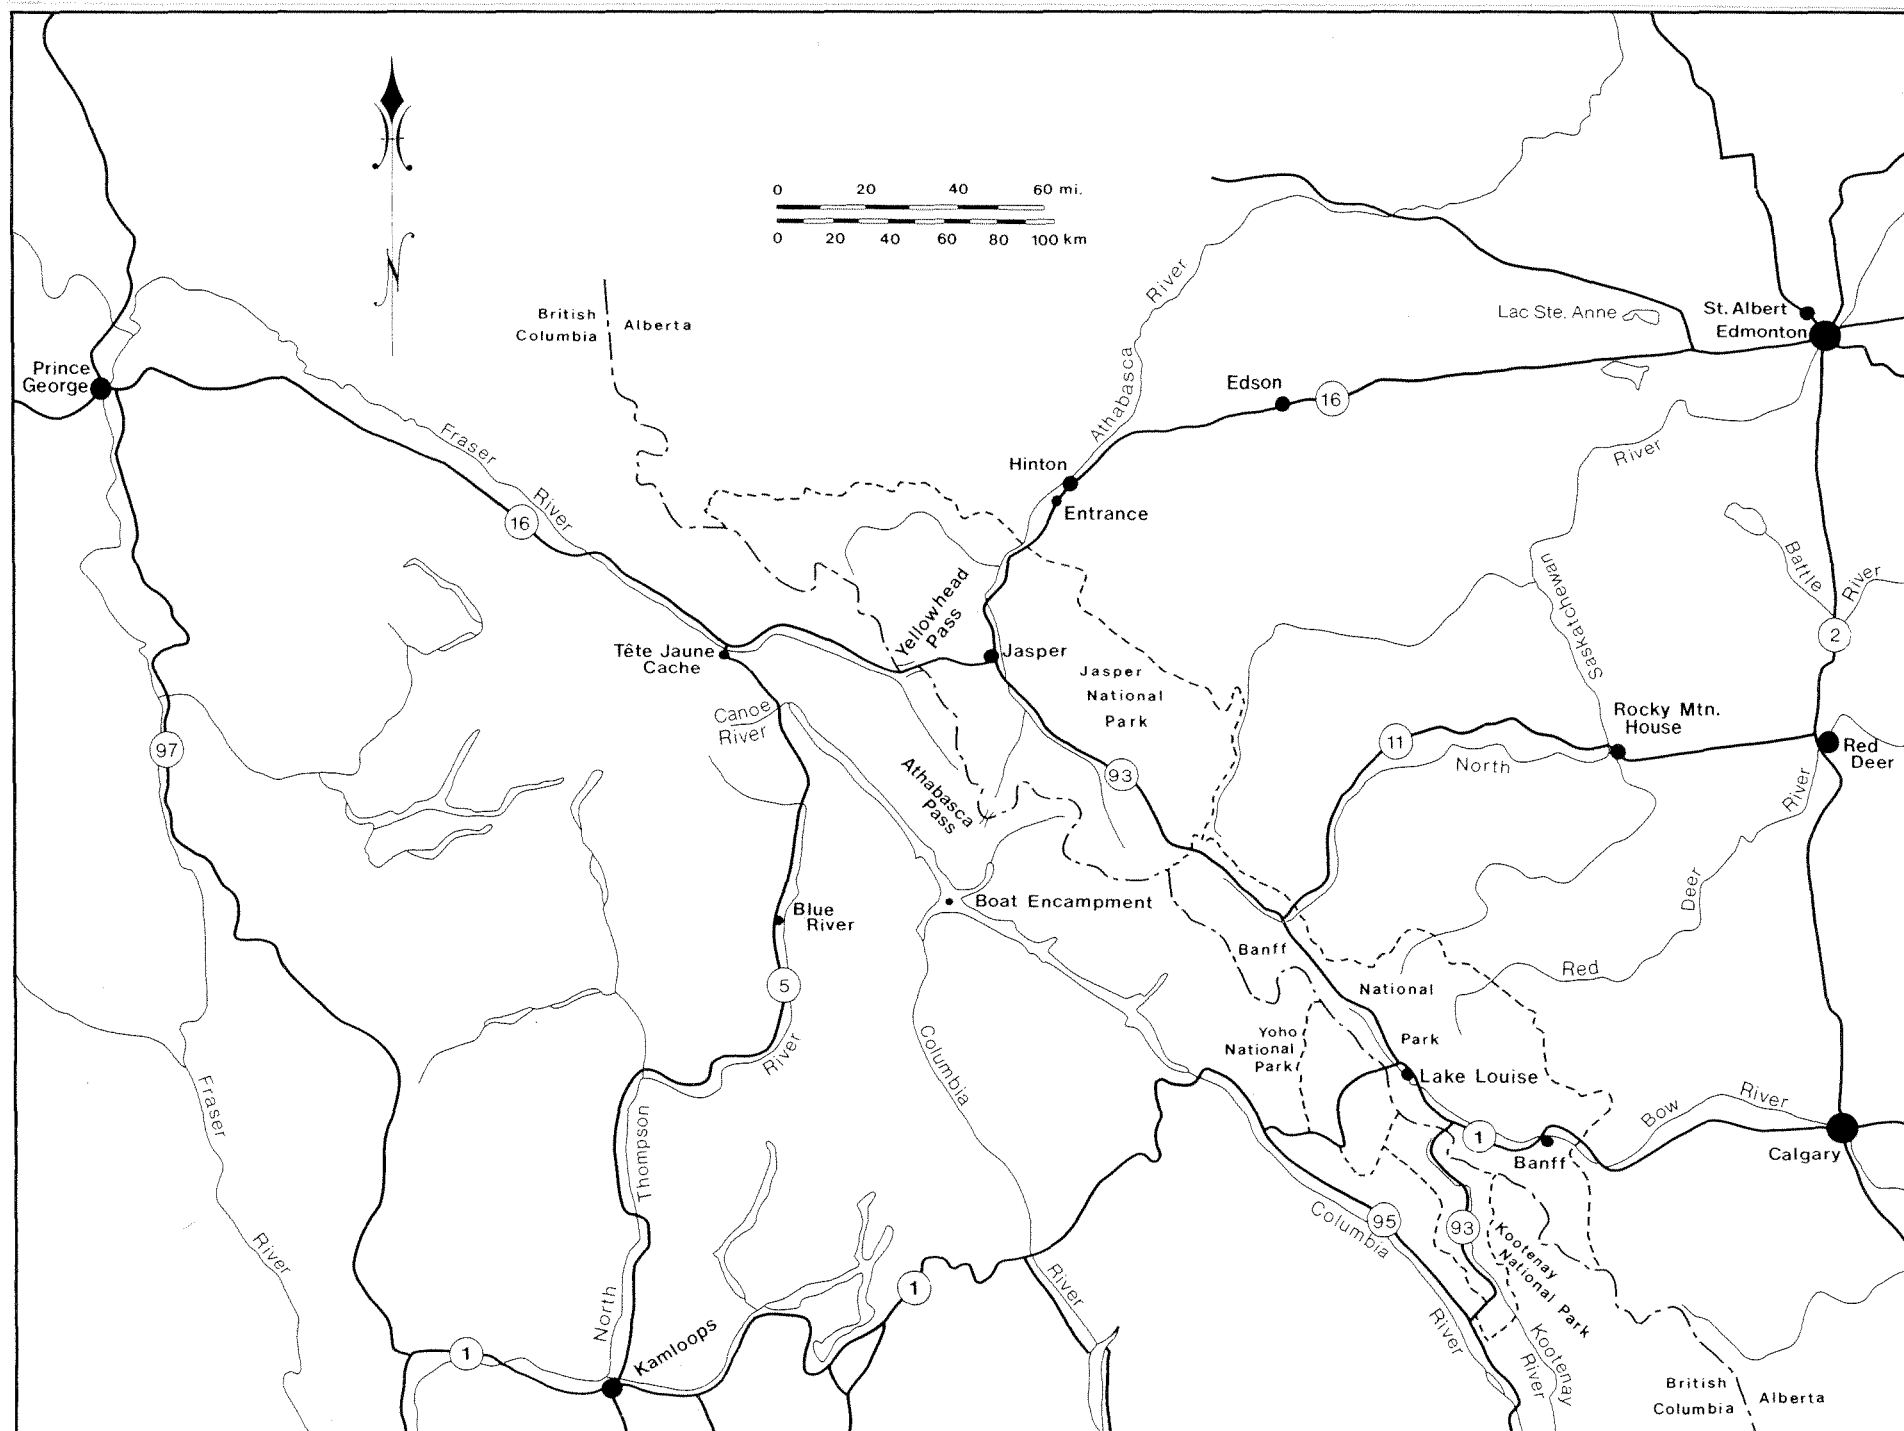 0 20 40 60 mi.
0 20 40 60 80 100 km
N
British
Columbia
Alberta
River
Athabasca
Lac Ste. Anne
St. Albert
Edmonton
Prince
George
Fraser
River
16
Edson
16
Hinton
Entrance
River
Saskatchewan
Battle
River
2
Yellowhead
Pass
Tête Jaune
Cache
Jasper
Jasper
National
Park
Canoe
River
97
93
11
North
Rocky Mtn.
House
Red
Deer
River
Deer
Red
Athabasca
Pass
Boat Encampment
Blue
River
5
River
Banff
National
Park
Yoho
National
Park
Lake Louise
Columbia
Fraser
River
Thompson
North
1
Banff
Bow
River
Calgary
95
93
Columbia
River
Kootenay
National Park
Kootenay
River
1
River
1
Kamloops
British
Columbia
Alberta